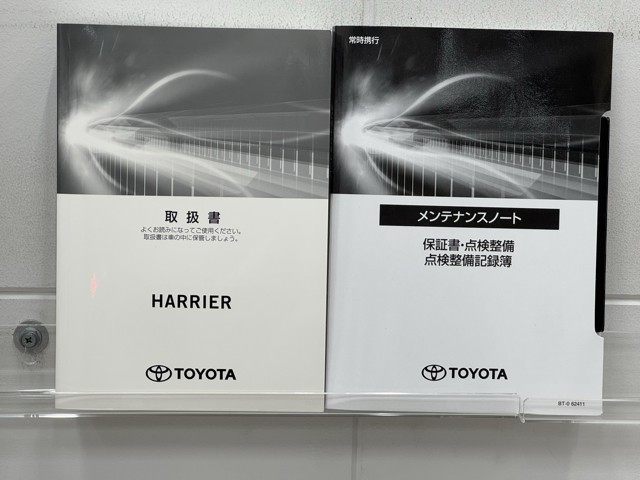 取扱書
よくお読みになってご使用ください。
取扱書は車の中に保管しましょう。
HARRIER
TOYOTA
常時携行
メンテナンスノート
保証書・点検整備
点検整備記録簿
TOYOTA
BT-8 62411